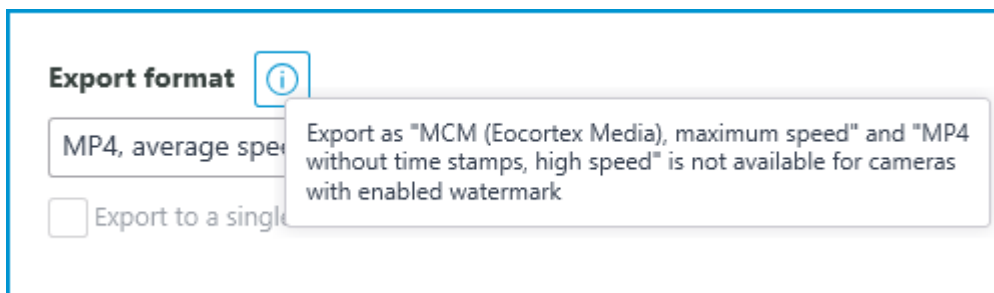 Export format
MP4, average
Export as "MCM (Eocortex Media), maximum speed" and "MP4
without time stamps, high speed" is not available for cameras
with enabled watermark
Export to a single